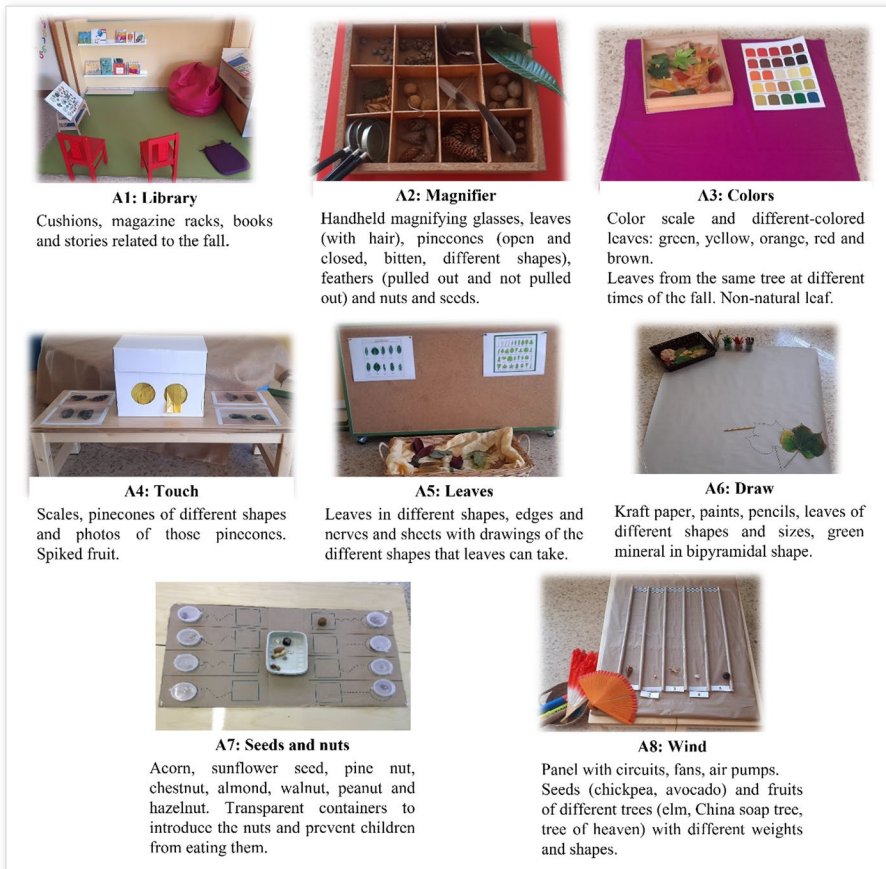 A1: Library
Cushions, magazine racks, books
and stories related to the fall.
A2: Magnifier
Handheld magnifying glasses, leaves
(with hair), pinecones (open and
closed, bitten, different shapes),
feathers (pulled out and not pulled
out) and nuts and seeds.
A3: Colors
Color scale and different-colored
leaves: green, yellow, orange, red and
brown.
Leaves from the same tree at different
times of the fall. Non-natural leaf.
A4: Touch
Scales, pinecones of different shapes
and photos of those pinecones.
Spiked fruit.
A5: Leaves
Leaves in different shapes, edges and
nerves and sheets with drawings of the
different shapes that leaves can take.
A6: Draw
Kraft paper, paints, pencils, leaves of
different shapes and sizes, green
mineral in bipyramidal shape.
A7: Seeds and nuts
Acorn, sunflower seed, pine nut,
chestnut, almond, walnut, peanut and
hazelnut. Transparent containers to
introduce the nuts and prevent children
from eating them.
A8: Wind
Panel with circuits, fans, air pumps.
Seeds (chickpea, avocado) and fruits
of different trees (elm, China soap tree,
tree of heaven) with different weights
and shapes.